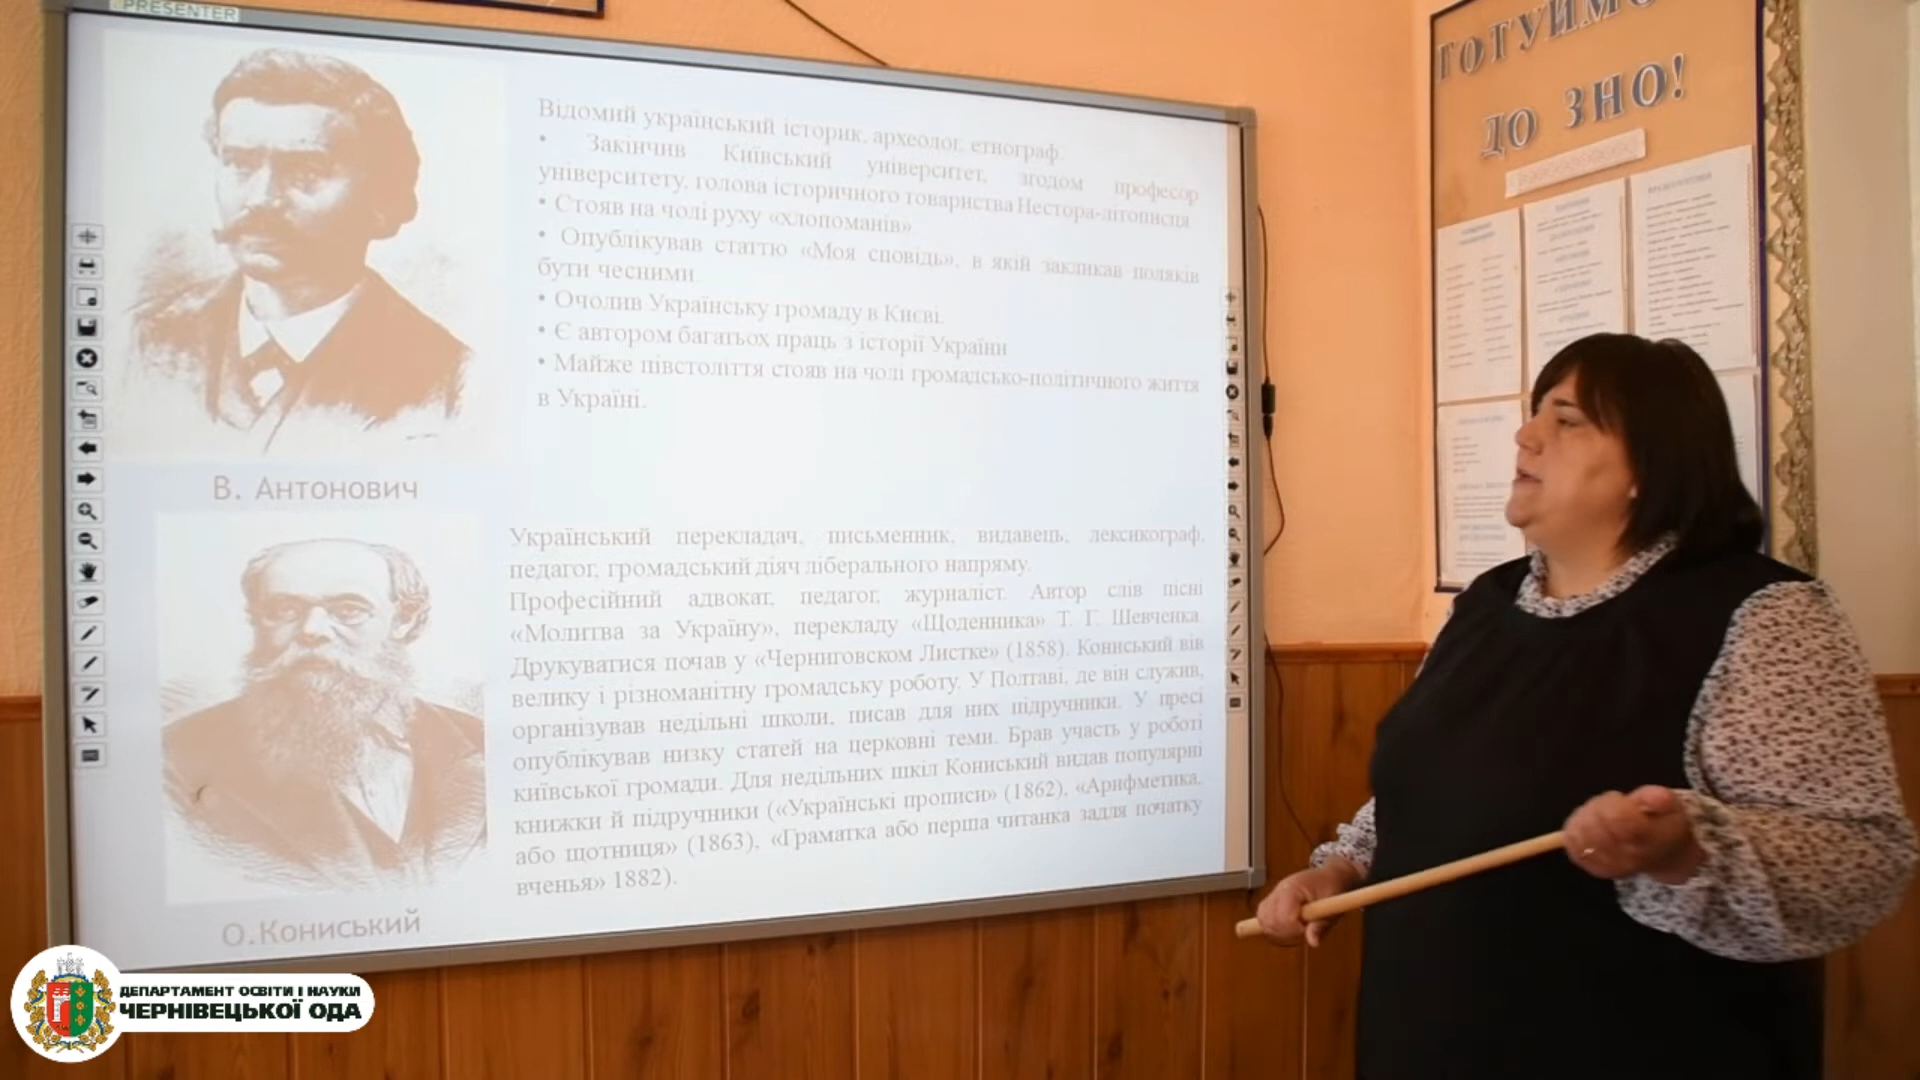 PRESENTER
Відомий український історик, археолог, етнограф.
• Закінчив Київський університет, згодом професор
університету, голова історичного товариства Нестора-літописця
• Стояв на чолі руху «хлопоманів»
• Опублікував статтю «Моя сповідь», в якій закликав поляків
бути чесними.
• Очолив Українську громаду в Києві.
• Є автором багатьох праць з історії України
• Майже півстоліття стояв на чолі громадсько-політичного життя
в Україні.
В. Антонович
Український перекладач, письменник, видавець, лексикограф,
педагог, громадський діяч ліберального напряму.
Професійний адвокат, педагог, журналіст. Автор слів пісні
«Молитва за Україну», перекладу «Щоденника» Т. Г. Шевченка.
Друкуватися почав у «Черниговском Листке» (1858). Кониський вів
велику і різноманітну громадську роботу. У Полтаві, де він служив,
організував недільні школи, писав для них підручники. У пресі
опублікував низку статей на церковні теми. Брав участь у роботі
київської громади. Для недільних шкіл Кониський видав популярні
книжки й підручники («Українські прописи» (1862), «Арифметика,
або щотниця» (1863), «Граматка або перша читанка задля початку
вченья» 1882).
О.Кониський
ГОТУЙМО
ДО ЗНО!
ДЕПАРТАМЕНТ ОСВІТИ І НАУКИ
ЧЕРНІВЕЦЬКОЇ ОДА